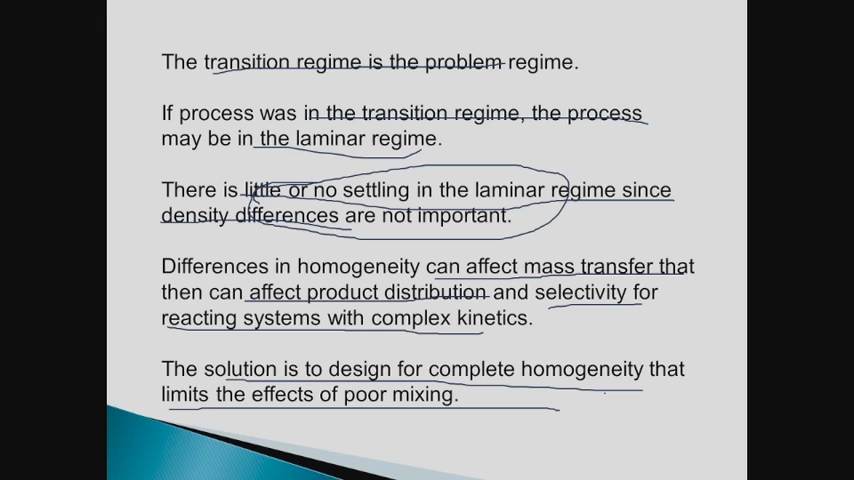 The transition regime is the problem regime.
If process was in the transition regime, the process
may be in the laminar regime.
There is little or no settling in the laminar regime since
density differences are not important.
Differences in homogeneity can affect mass transfer that
then can affect product distribution and selectivity for
reacting systems with complex kinetics.
The solution is to design for complete homogeneity that
limits the effects of poor mixing.